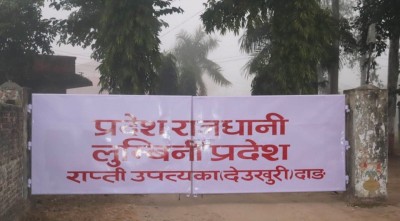 प्रदेश राजधानी
लुम्बिनी प्रदेश
राप्ती उपत्यका (देउखुरी) दाङ